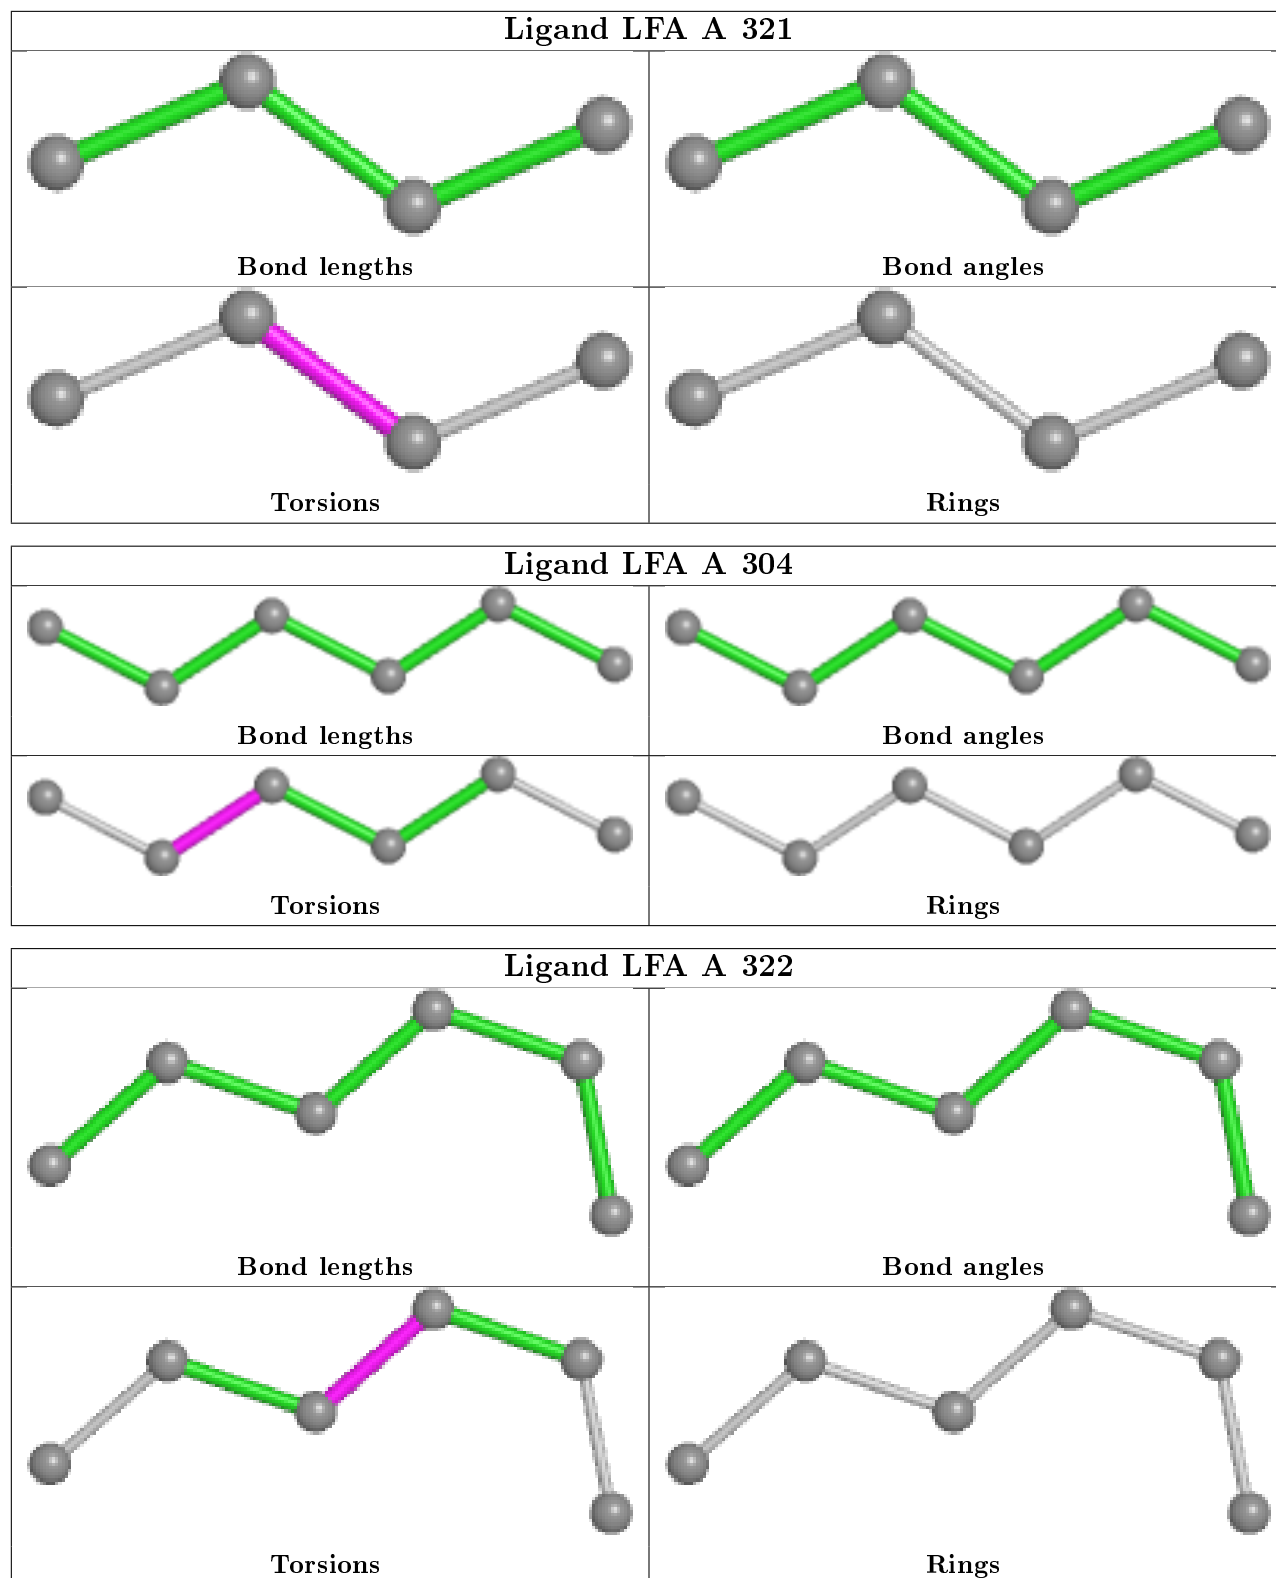 Ligand LFA A 321
Bond lengths
Bond angles
Torsions
Rings
Ligand LFA A 304
Bond lengths
Bond angles
Torsions
Rings
Ligand LFA A 322
Bond lengths
Bond angles
Torsions
Rings